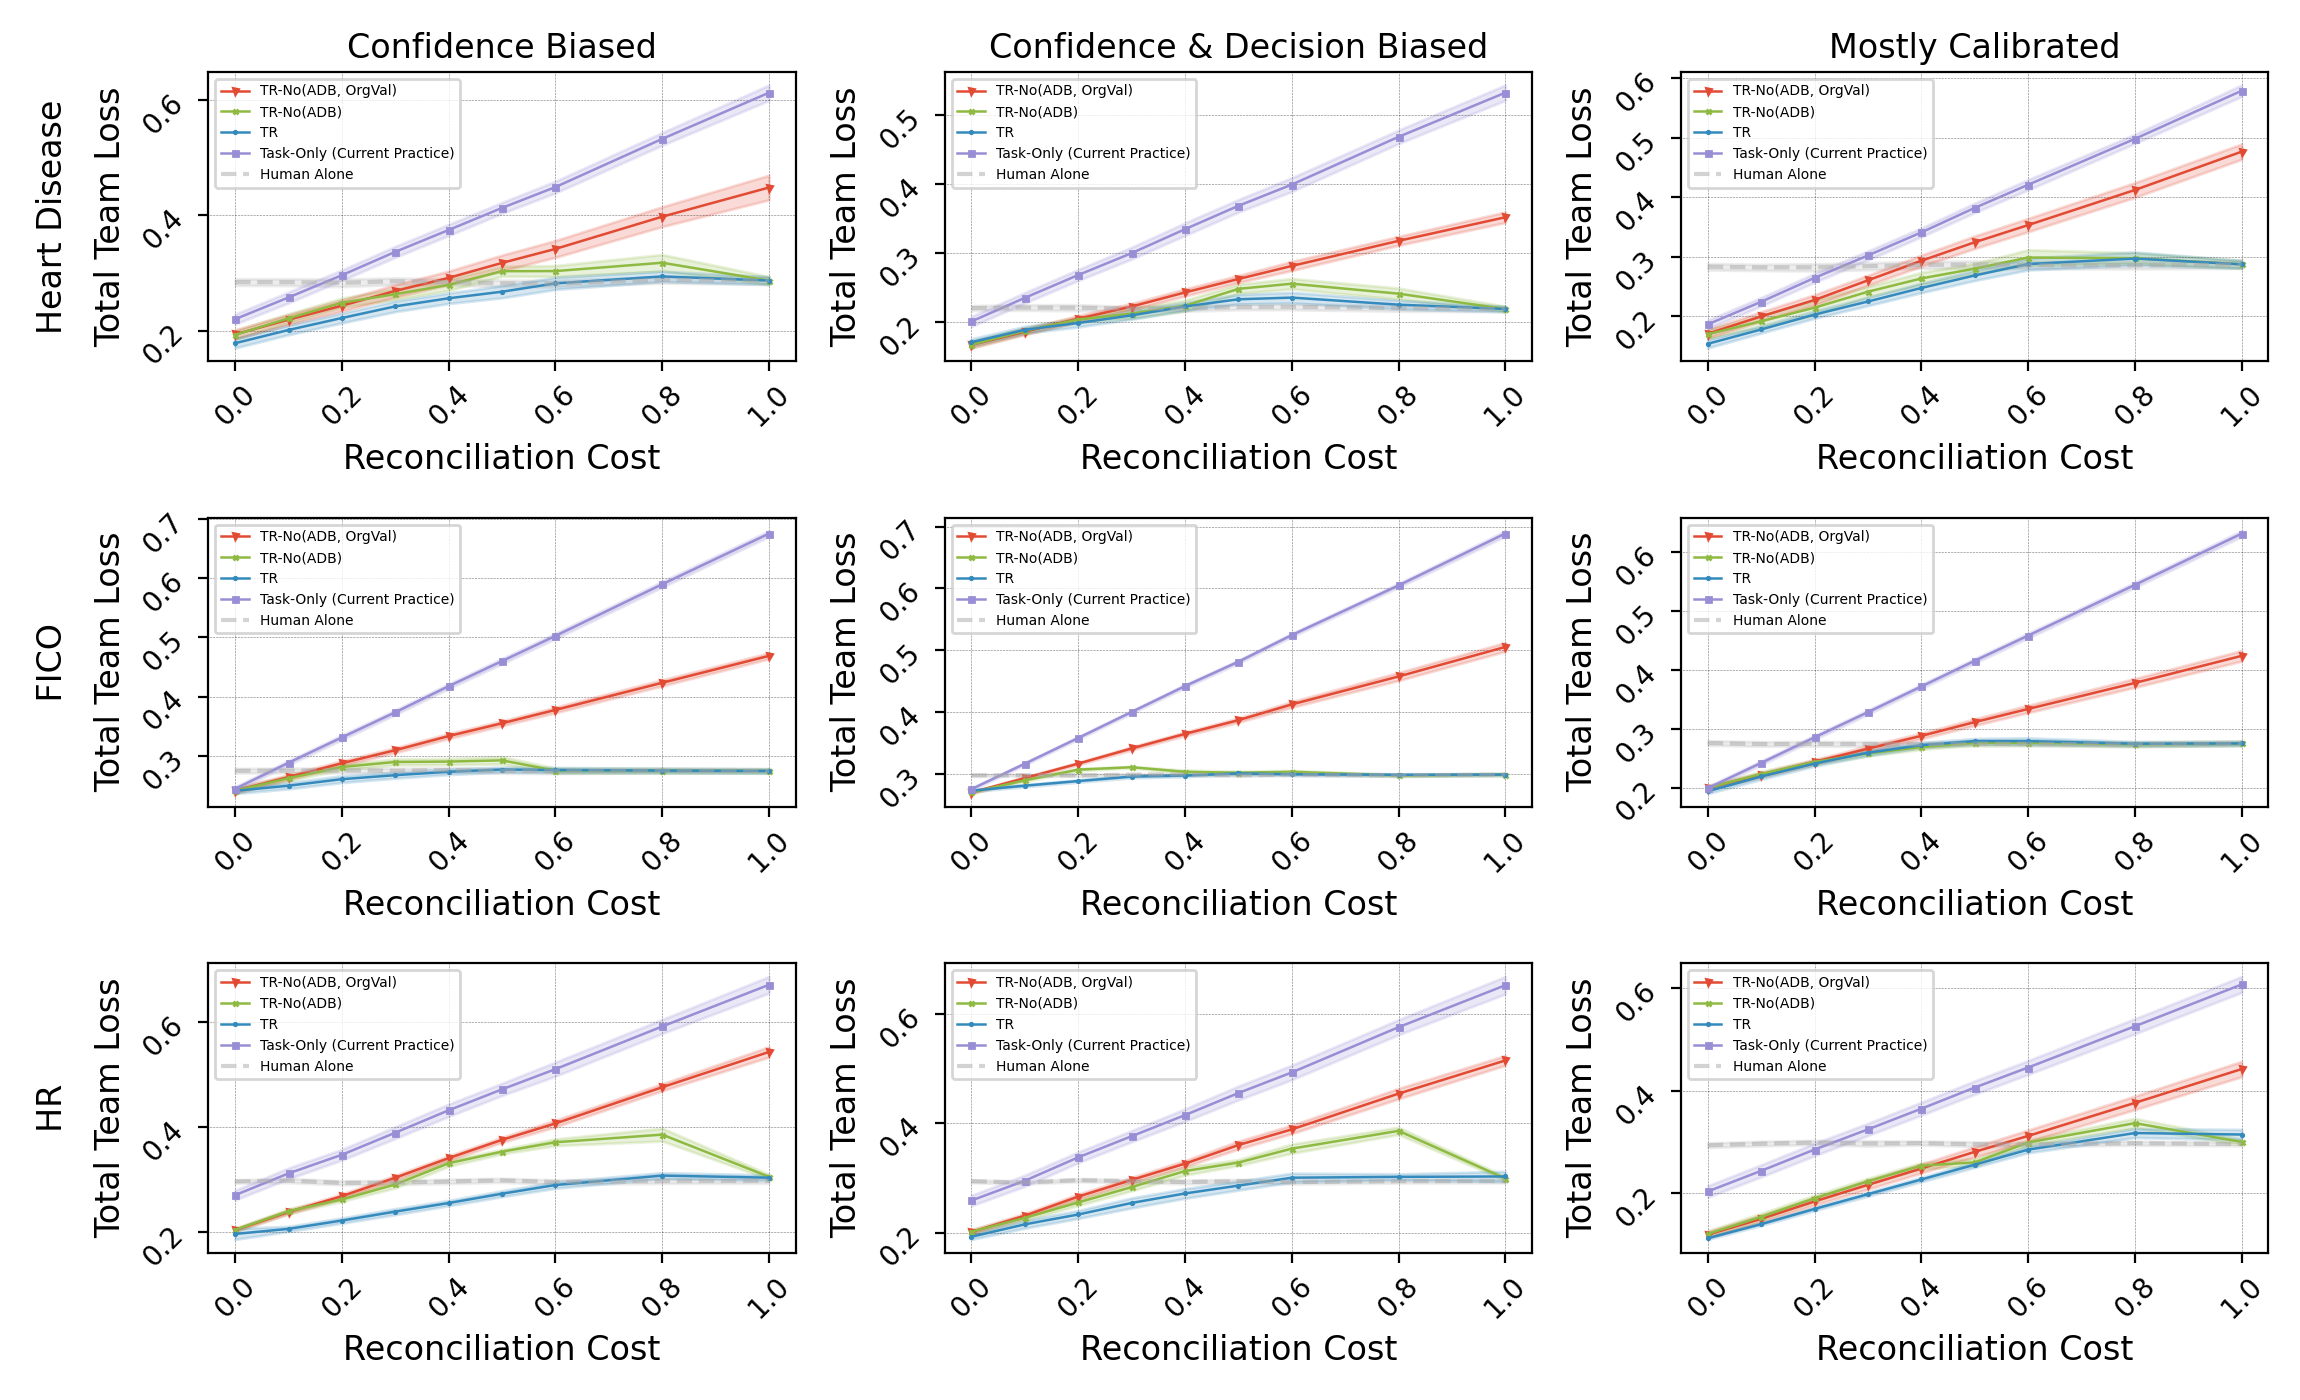 Confidence Biased
Confidence & Decision Biased
Mostly Calibrated
Heart Disease
Total Team Loss
0.6
0.4
0.2
TR-No(ADB, OrgVal)
TR-No(ADB)
TR
Task-Only (Current Practice)
Human Alone
0.0 0.2 0.4 0.6 0.8 1.0
Reconciliation Cost
Total Team Loss
0.5
0.4
0.3
0.2
TR-No(ADB, OrgVal)
TR-No(ADB)
TR
Task-Only (Current Practice)
Human Alone
0.0 0.2 0.4 0.6 0.8 1.0
Reconciliation Cost
Total Team Loss
0.6
0.5
0.4
0.3
0.2
TR-No(ADB, OrgVal)
TR-No(ADB)
TR
Task-Only (Current Practice)
Human Alone
0.0 0.2 0.4 0.6 0.8 1.0
Reconciliation Cost
FICO
Total Team Loss
0.7
0.6
0.5
0.4
0.3
TR-No(ADB, OrgVal)
TR-No(ADB)
TR
Task-Only (Current Practice)
Human Alone
0.0 0.2 0.4 0.6 0.8 1.0
Reconciliation Cost
Total Team Loss
0.7
0.6
0.5
0.4
0.3
TR-No(ADB, OrgVal)
TR-No(ADB)
TR
Task-Only (Current Practice)
Human Alone
0.0 0.2 0.4 0.6 0.8 1.0
Reconciliation Cost
Total Team Loss
0.6
0.5
0.4
0.3
0.2
TR-No(ADB, OrgVal)
TR-No(ADB)
TR
Task-Only (Current Practice)
Human Alone
0.0 0.2 0.4 0.6 0.8 1.0
Reconciliation Cost
HR
Total Team Loss
0.6
0.4
0.2
TR-No(ADB, OrgVal)
TR-No(ADB)
TR
Task-Only (Current Practice)
Human Alone
0.0 0.2 0.4 0.6 0.8 1.0
Reconciliation Cost
Total Team Loss
0.6
0.4
0.2
TR-No(ADB, OrgVal)
TR-No(ADB)
TR
Task-Only (Current Practice)
Human Alone
0.0 0.2 0.4 0.6 0.8 1.0
Reconciliation Cost
Total Team Loss
0.6
0.4
0.2
TR-No(ADB, OrgVal)
TR-No(ADB)
TR
Task-Only (Current Practice)
Human Alone
0.0 0.2 0.4 0.6 0.8 1.0
Reconciliation Cost